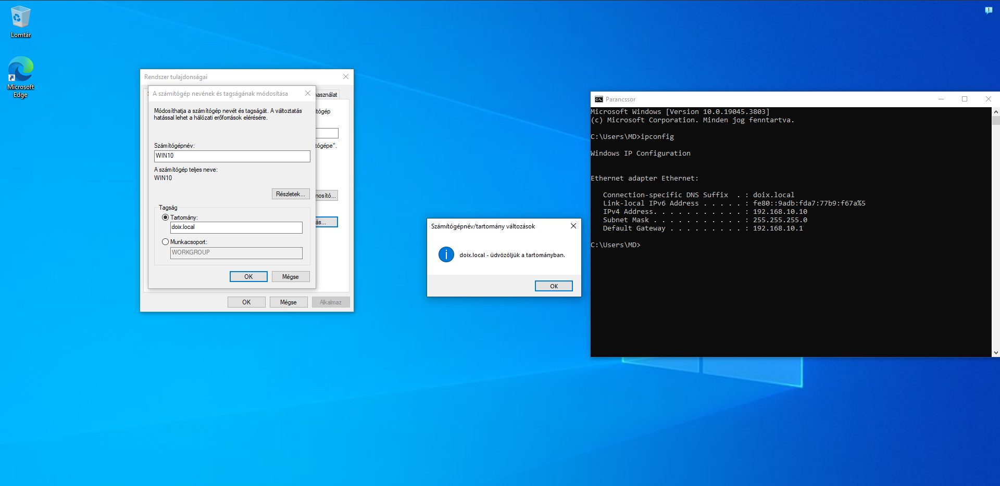 Lomtár
Microsoft
Edge
Rendszer tulajdonságai
A számítógép nevének és tagságának módosítása
használat
Módosíthatja a számítógép nevét és tagságát. A változtatás
hatással lehet a hálózati erőforrások elérésére.
ítógép
tógépe".
Számítógépnév:
WIN10
A számítógép teljes neve:
WIN10
Részletek...
nosító...
Tagság
Tartomány:
doix.local
ás...
Munkacsoport:
WORKGROUP
OK
Mégse
OK
Mégse
Alkalmaz
Számítógépnév/tartomány változások
doix.local - üdvözöljük a tartományban.
OK
Parancssor
Microsoft Windows [Version 10.0.19045.3803]
(c) Microsoft Corporation. Minden jog fenntartva.
C:\Users\MD>ipconfig
Windows IP Configuration
Ethernet adapter Ethernet:
Connection-specific DNS Suffix  . : doix.local
Link-local IPv6 Address . . . . . : fe80::9adb:fda7:77b9:f67a%5
IPv4 Address. . . . . . . . . . . : 192.168.10.10
Subnet Mask . . . . . . . . . . . : 255.255.255.0
Default Gateway . . . . . . . . . : 192.168.10.1
C:\Users\MD>